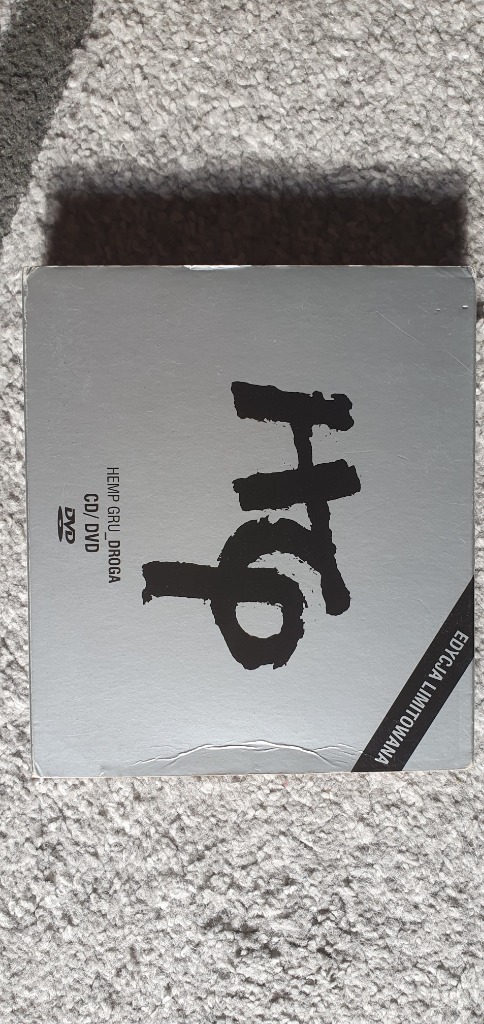 EDYCJA LIMITOWANA
HEMP GRU_DROGA
CD/ DVD
DVD